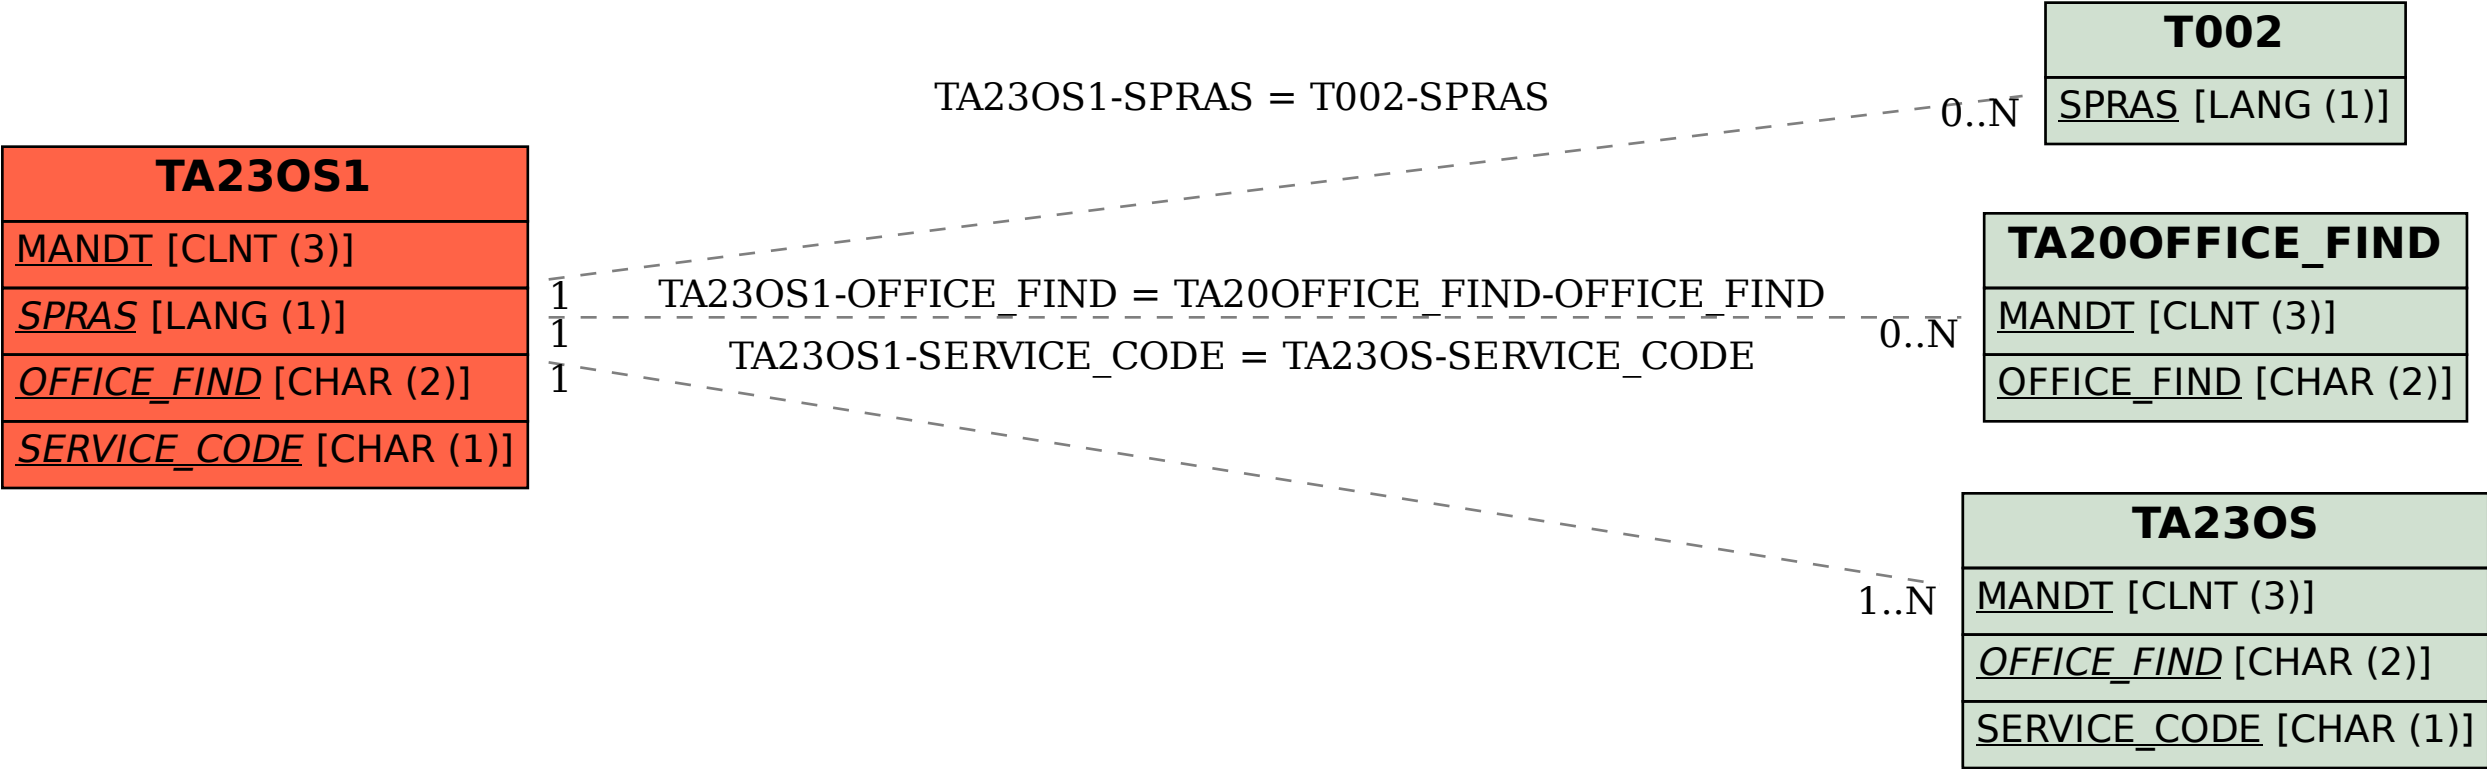 T002
SPRAS [LANG (1)]
TA23OS1-SPRAS = T002-SPRAS
0..N
TA23OS1
MANDT [CLNT (3)]
SPRAS [LANG (1)]
OFFICE_FIND [CHAR (2)]
SERVICE_CODE [CHAR (1)]
1
TA23OS1-OFFICE_FIND = TA20OFFICE_FIND-OFFICE_FIND
1
0..N
TA23OS1-SERVICE_CODE = TA23OS-SERVICE_CODE
1
1..N
TA20OFFICE_FIND
MANDT [CLNT (3)]
OFFICE_FIND [CHAR (2)]
TA23OS
MANDT [CLNT (3)]
OFFICE_FIND [CHAR (2)]
SERVICE_CODE [CHAR (1)]